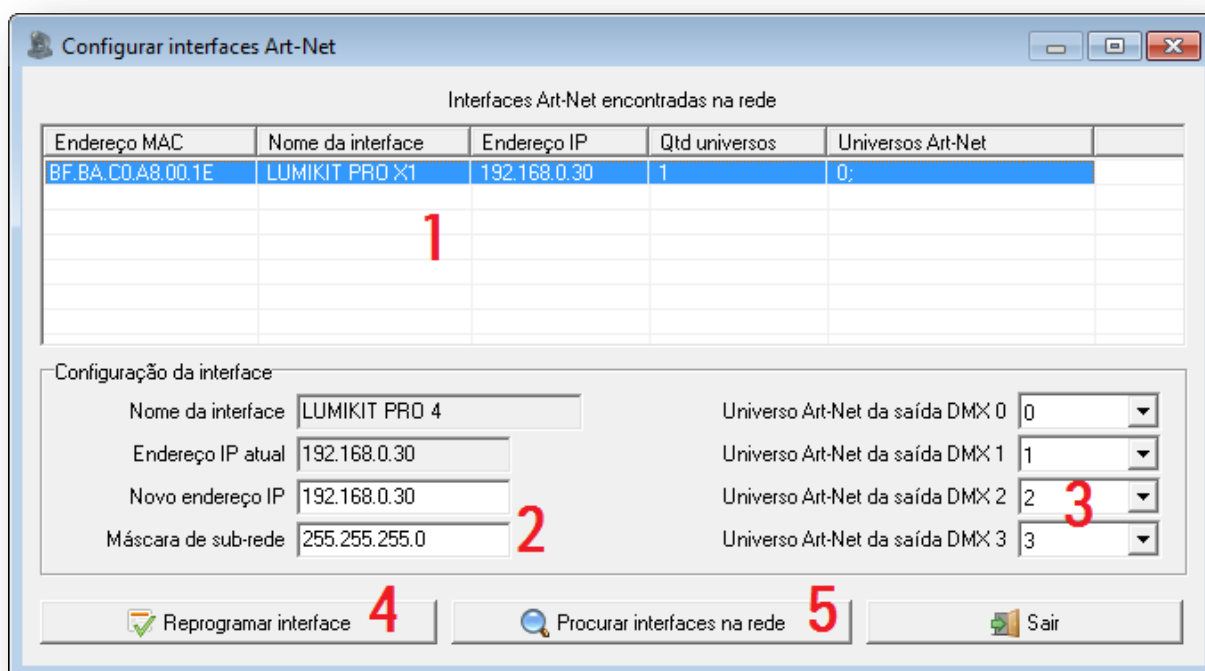 Configurar interfaces Art-Net
Interfaces Art-Net encontradas na rede
Endereço MAC Nome da interface Endereço IP Qtd universos Universos Art-Net
BF.BA.C0.A8.00.1E LUMIKIT PRO X1 192.168.0.30 1 0;
1
Configuração da interface
Nome da interface LUMIKIT PRO 4 Universo Art-Net da saída DMX 0 0
Endereço IP atual 192.168.0.30 Universo Art-Net da saída DMX 1 1
Novo endereço IP 192.168.0.30 Universo Art-Net da saída DMX 2 2
2 3
Máscara de sub-rede 255.255.255.0 Universo Art-Net da saída DMX 3 3
Reprogramar interface 4 Procurar interfaces na rede 5 Sair